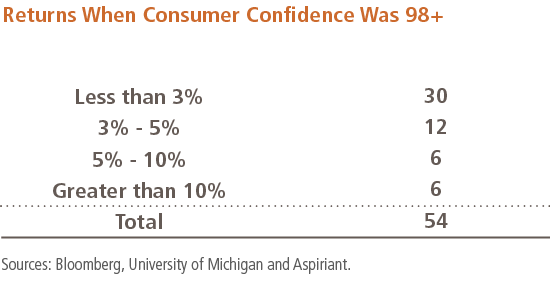 Returns When Consumer Confidence Was 98+
Less than 3% 30
3% - 5% 12
5% - 10% 6
Greater than 10% 6
Total 54
Sources: Bloomberg, University of Michigan and Aspiriant.